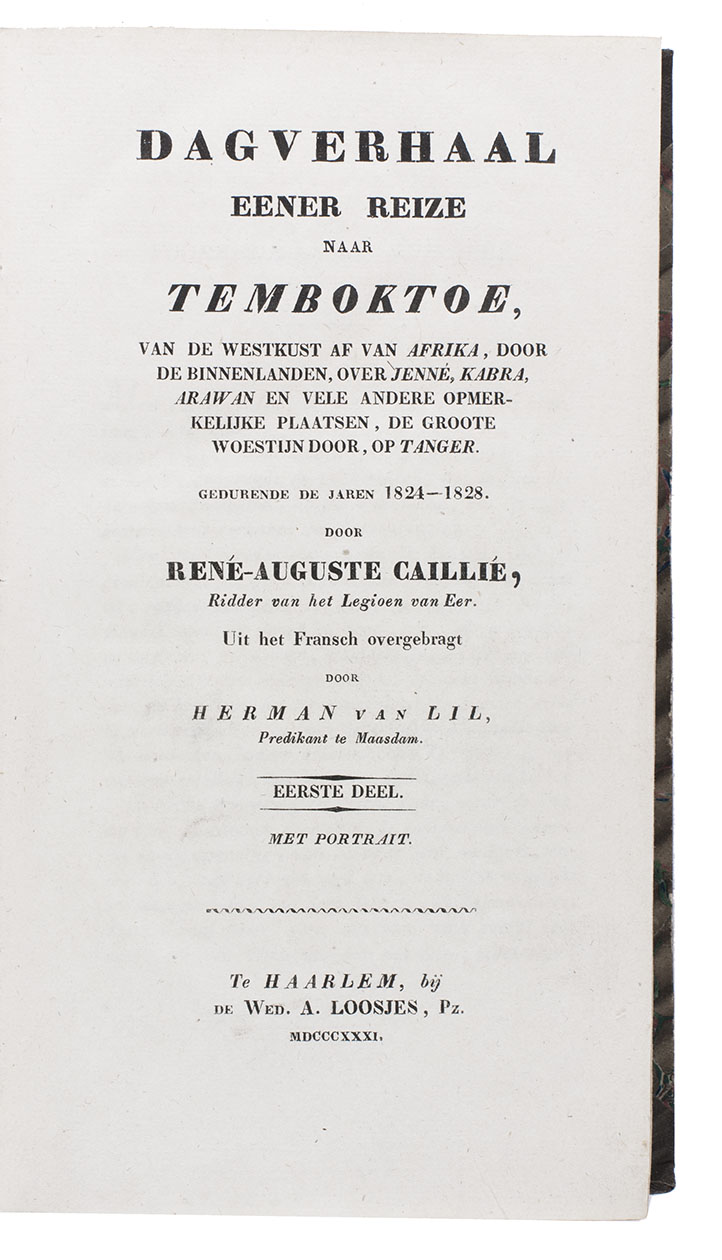 DAGVERHAAL
EENER REIZE
NAAR
TEMBOKTOE,
VAN DE WESTKUST AF VAN AFRIKA, DOOR
DE BINNENLANDEN, OVER JENNÉ, KABRA,
ARAWAN EN VELE ANDERE OPMER-
KELIJKE PLAATSEN, DE GROOTE
WOESTIJN DOOR, OP TANGER.
GEDURENDE DE JAREN 1824—1828.
DOOR
RENÉ-AUGUSTE CAILLIÉ,
Ridder van het Legioen van Eer.
Uit het Fransch overgebragt
DOOR
HERMAN VAN LIL,
Predikant te Maasdam.
EERSTE DEEL.
MET PORTRAIT.
Te HAARLEM, bij
DE WED. A. LOOSJES, Pz.
MDCCCXXXI.